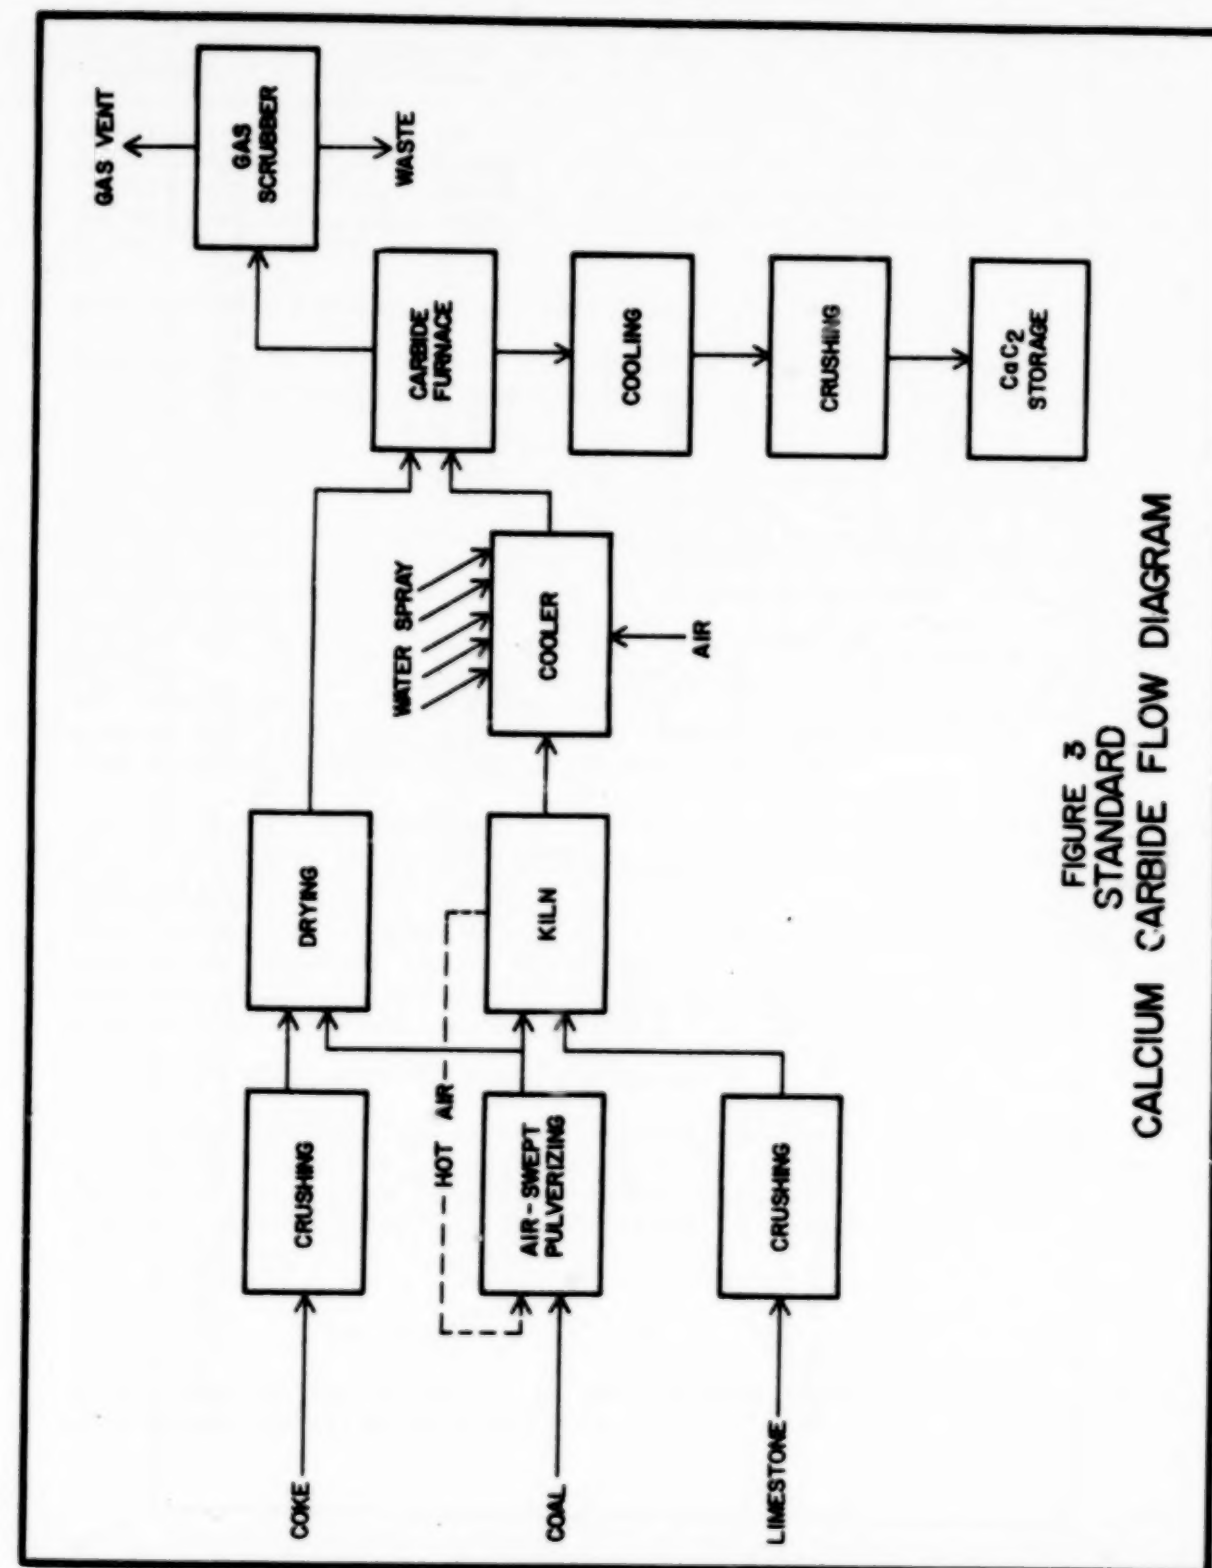 GAS VENT
GAS
SCRUBBER
WASTE
COKE
CRUSHING
DRYING
CARBIDE
FURNACE
HOT AIR
WATER SPRAY
COAL
AIR-SWEPT
PULVERIZING
KILN
COOLER
AIR
COOLING
LIMESTONE
CRUSHING
CRUSHING
CaC2
STORAGE
FIGURE 3
STANDARD
CALCIUM CARBIDE FLOW DIAGRAM